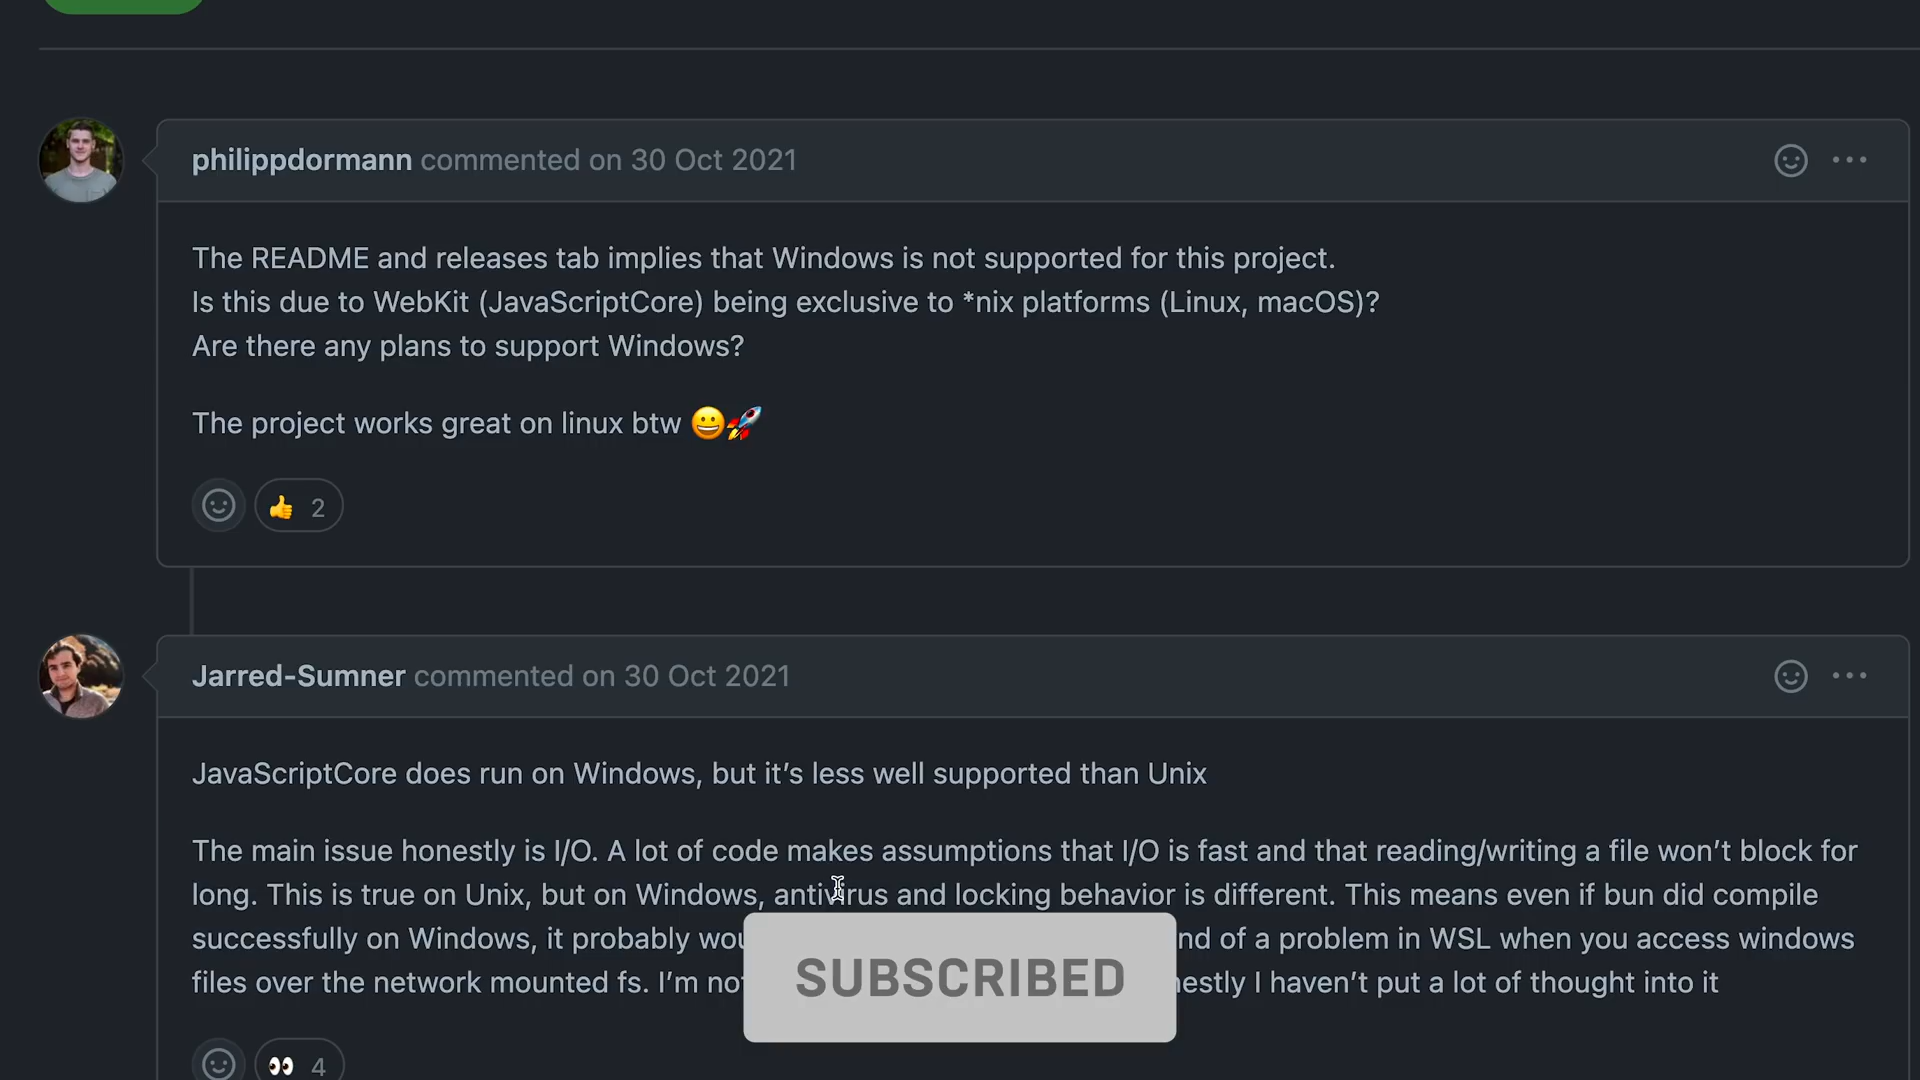 philippdormann commented on 30 Oct 2021
The README and releases tab implies that Windows is not supported for this project.
Is this due to WebKit (JavaScriptCore) being exclusive to *nix platforms (Linux, macOS)?
Are there any plans to support Windows?
The project works great on linux btw 😀🚀
👍 2
Jarred-Sumner commented on 30 Oct 2021
JavaScriptCore does run on Windows, but it’s less well supported than Unix
The main issue honestly is I/O. A lot of code makes assumptions that I/O is fast and that reading/writing a file won’t block for
long. This is true on Unix, but on Windows, antivirus and locking behavior is different. This means even if bun did compile
successfully on Windows, it probably of a problem in WSL when you access windows
files over the network mounted fs. I’m I haven’t put a lot of thought into it
SUBSCRIBED
👀 4